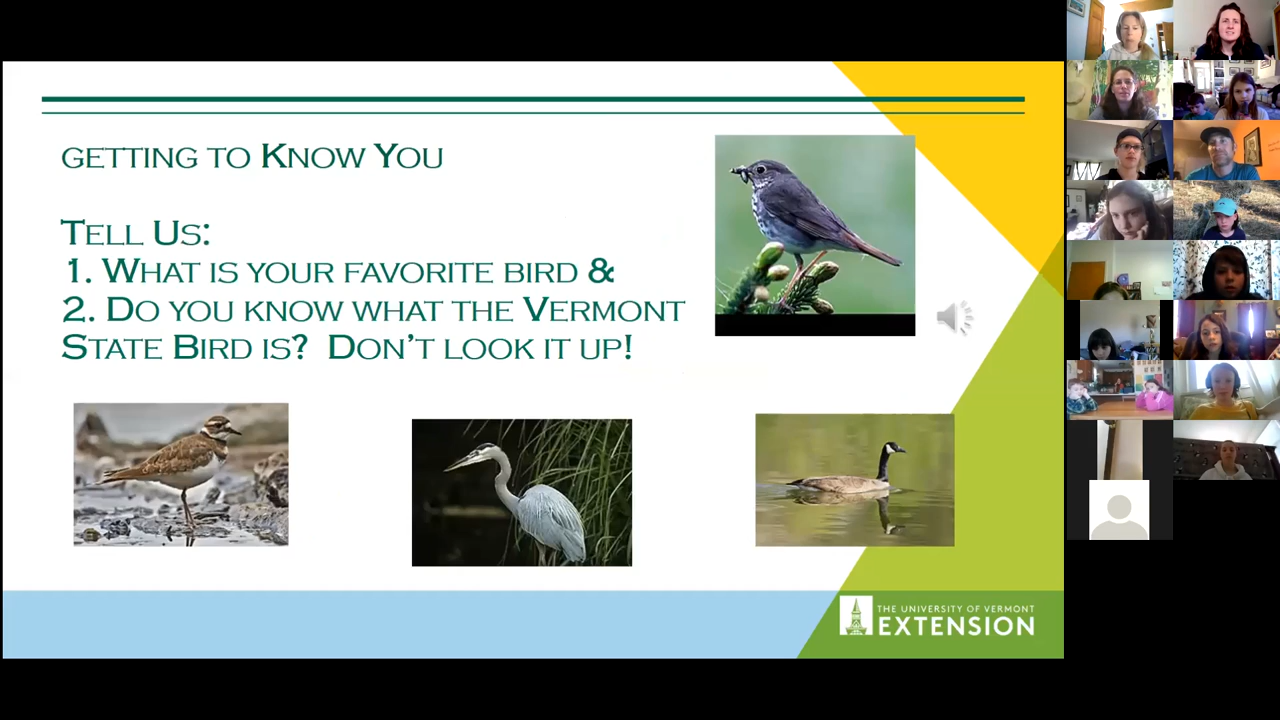 GETTING TO KNOW YOU
TELL US:
1. WHAT IS YOUR FAVORITE BIRD &
2. DO YOU KNOW WHAT THE VERMONT
STATE BIRD IS? DON'T LOOK IT UP!
THE UNIVERSITY OF VERMONT
EXTENSION